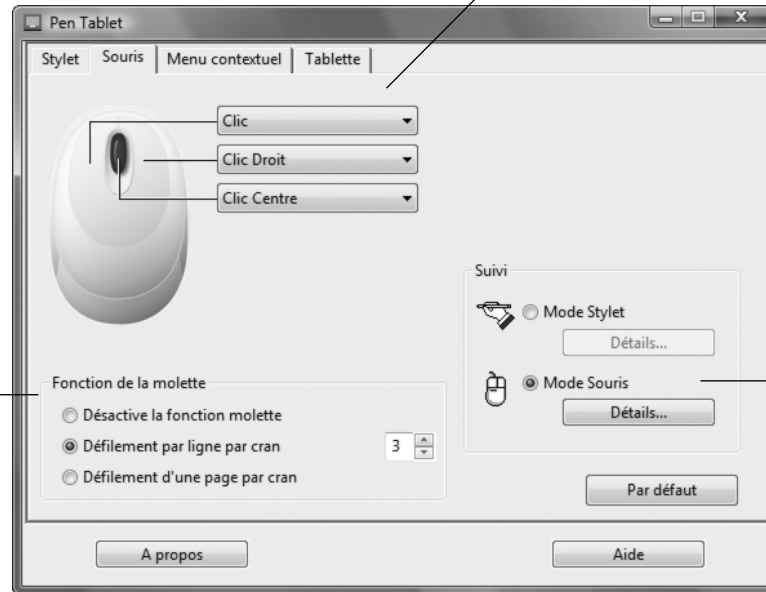 Pen Tablet
Stylet Souris Menu contextuel Tablette
Clic
Clic Droit
Clic Centre
Suivi
Mode Stylet
Détails...
Mode Souris
Détails...
Fonction de la molette
Désactive la fonction molette
Défilement par ligne par cran 3
Défilement d'une page par cran
Par défaut
A propos Aide